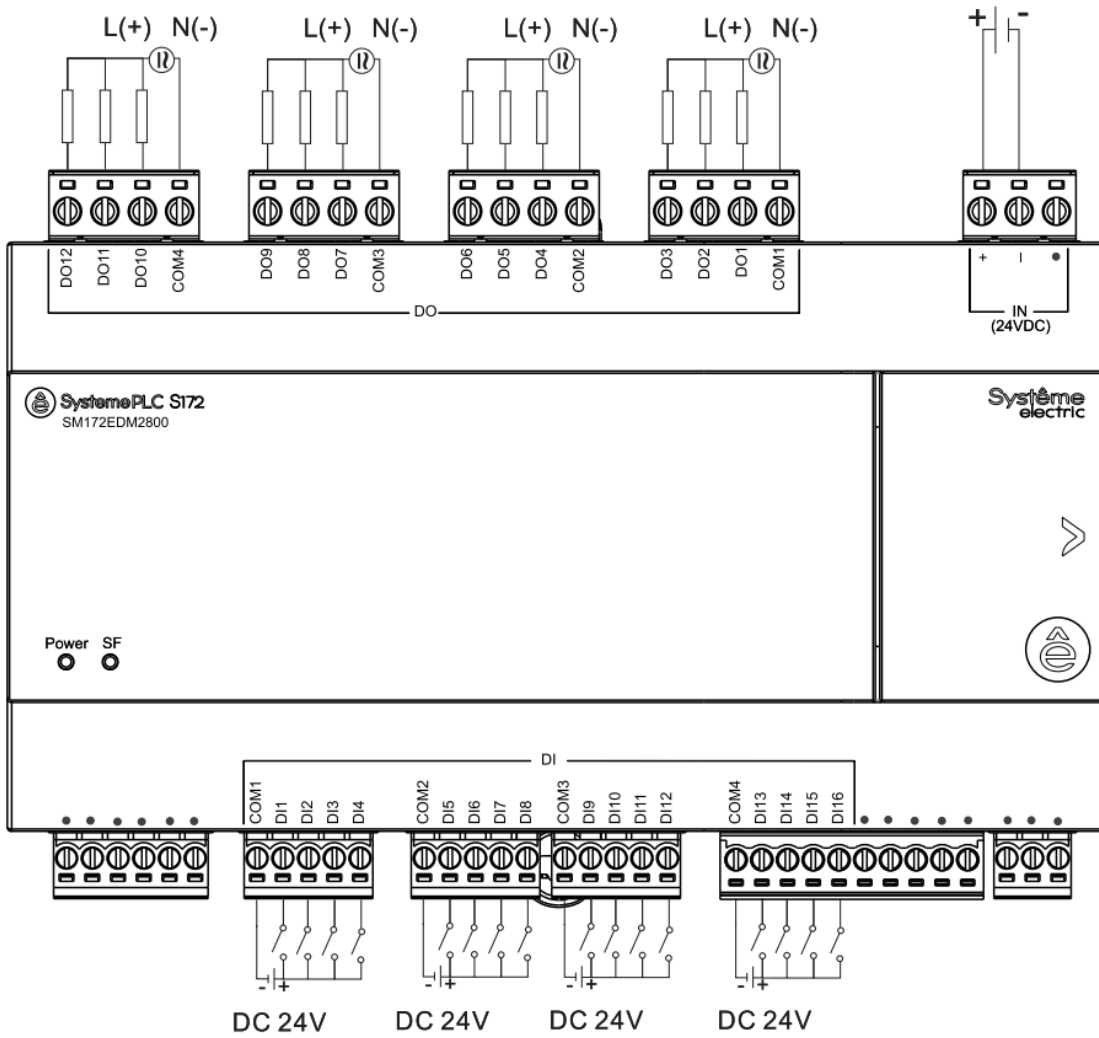 L(+) N(-)
L(+) N(-)
L(+) N(-)
L(+) N(-)
+ -
DO12
DO11
DO10
COM4
DO9
DO8
DO7
COM3
DO6
DO5
DO4
COM2
DO3
DO2
DO1
COM1
+
-
DO
IN
(24VDC)
ê SystemePLC S172
SM172EDM2800
Système
electric
Power SF
ê
DI
COM1
DI1
DI2
DI3
DI4
COM2
DI5
DI6
DI7
DI8
COM3
DI9
DI10
DI11
DI12
COM4
DI13
DI14
DI15
DI16
- +
- +
- +
- +
DC 24V
DC 24V
DC 24V
DC 24V